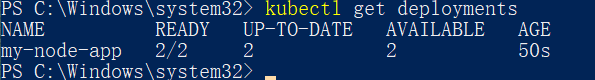 PS C:\Windows\system32> kubectl get deployments
NAME          READY   UP-TO-DATE   AVAILABLE   AGE
my-node-app   2/2     2            2           50s
PS C:\Windows\system32>